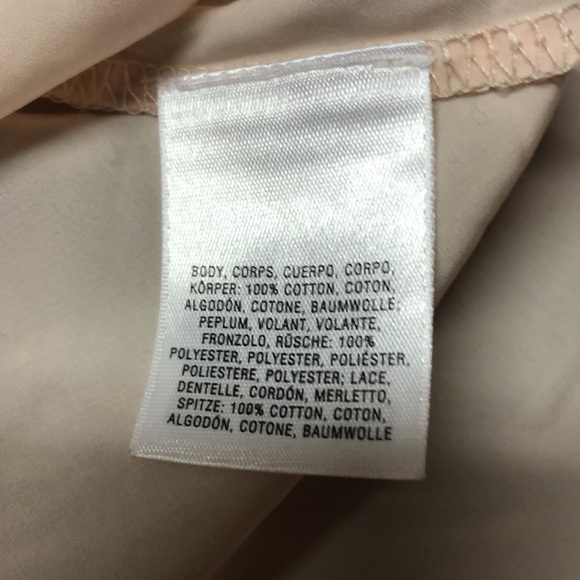 BODY, CORPS, CUERPO, CORPO,
KÖRPER: 100% COTTON, COTON,
ALGODÓN, COTONE, BAUMWOLLE;
PEPLUM, VOLANT, VOLANTE,
FRONZOLO, RÜSCHE: 100%
POLYESTER, POLYESTER, POLIÉSTER,
POLIESTERE, POLYESTER; LACE,
DENTELLE, CORDÓN, MERLETTO,
SPITZE: 100% COTTON, COTON,
ALGODÓN, COTONE, BAUMWOLLE